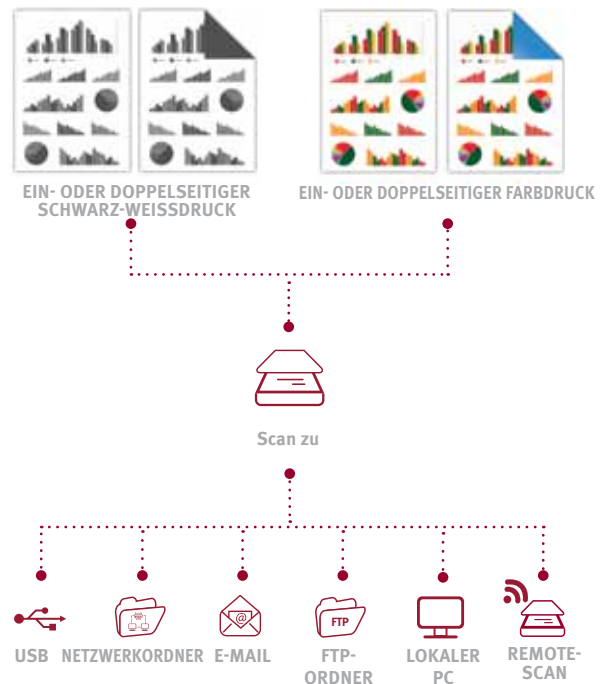 EIN- ODER DOPPELSEITIGER
SCHWARZ-WEISSDRUCK
EIN- ODER DOPPELSEITIGER FARBDRUCK
Scan zu
@
FTP
USB
NETZWERKORDNER
E-MAIL
FTP-
ORDNER
LOKALER
PC
REMOTE-
SCAN